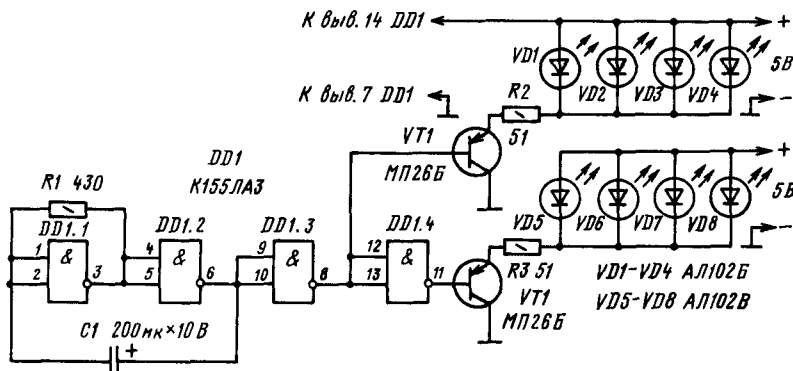 К выв. 14 DD1
+
VD1
VD2
VD3
VD4
5В
−
К выв. 7 DD1
R2
51
VT1
МП26Б
DD1
К155ЛА3
R1 430
DD1.1
DD1.2
DD1.3
DD1.4
&
&
&
&
1
2
3
4
5
6
9
10
8
12
13
11
C1 200мк×10В
+
+
VD5
VD6
VD7
VD8
5В
−
R3 51
VT1
МП26Б
VD1-VD4 АЛ102Б
VD5-VD8 АЛ102В